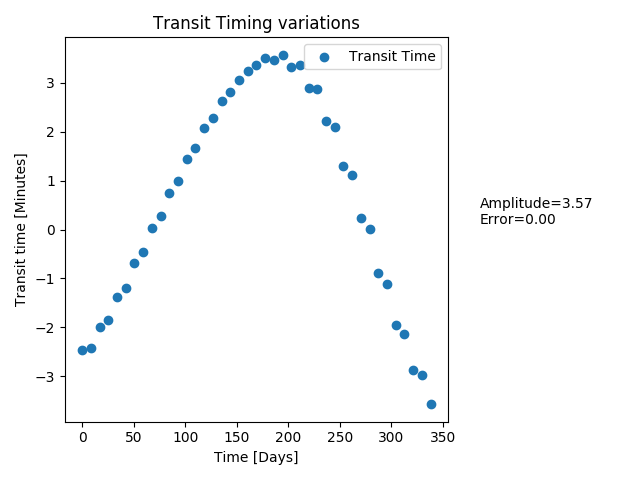 Transit Timing variations
Transit Time
3
2
1
0
−1
−2
−3
Transit time [Minutes]
0
50
100
150
200
250
300
350
Time [Days]
Amplitude=3.57
Error=0.00